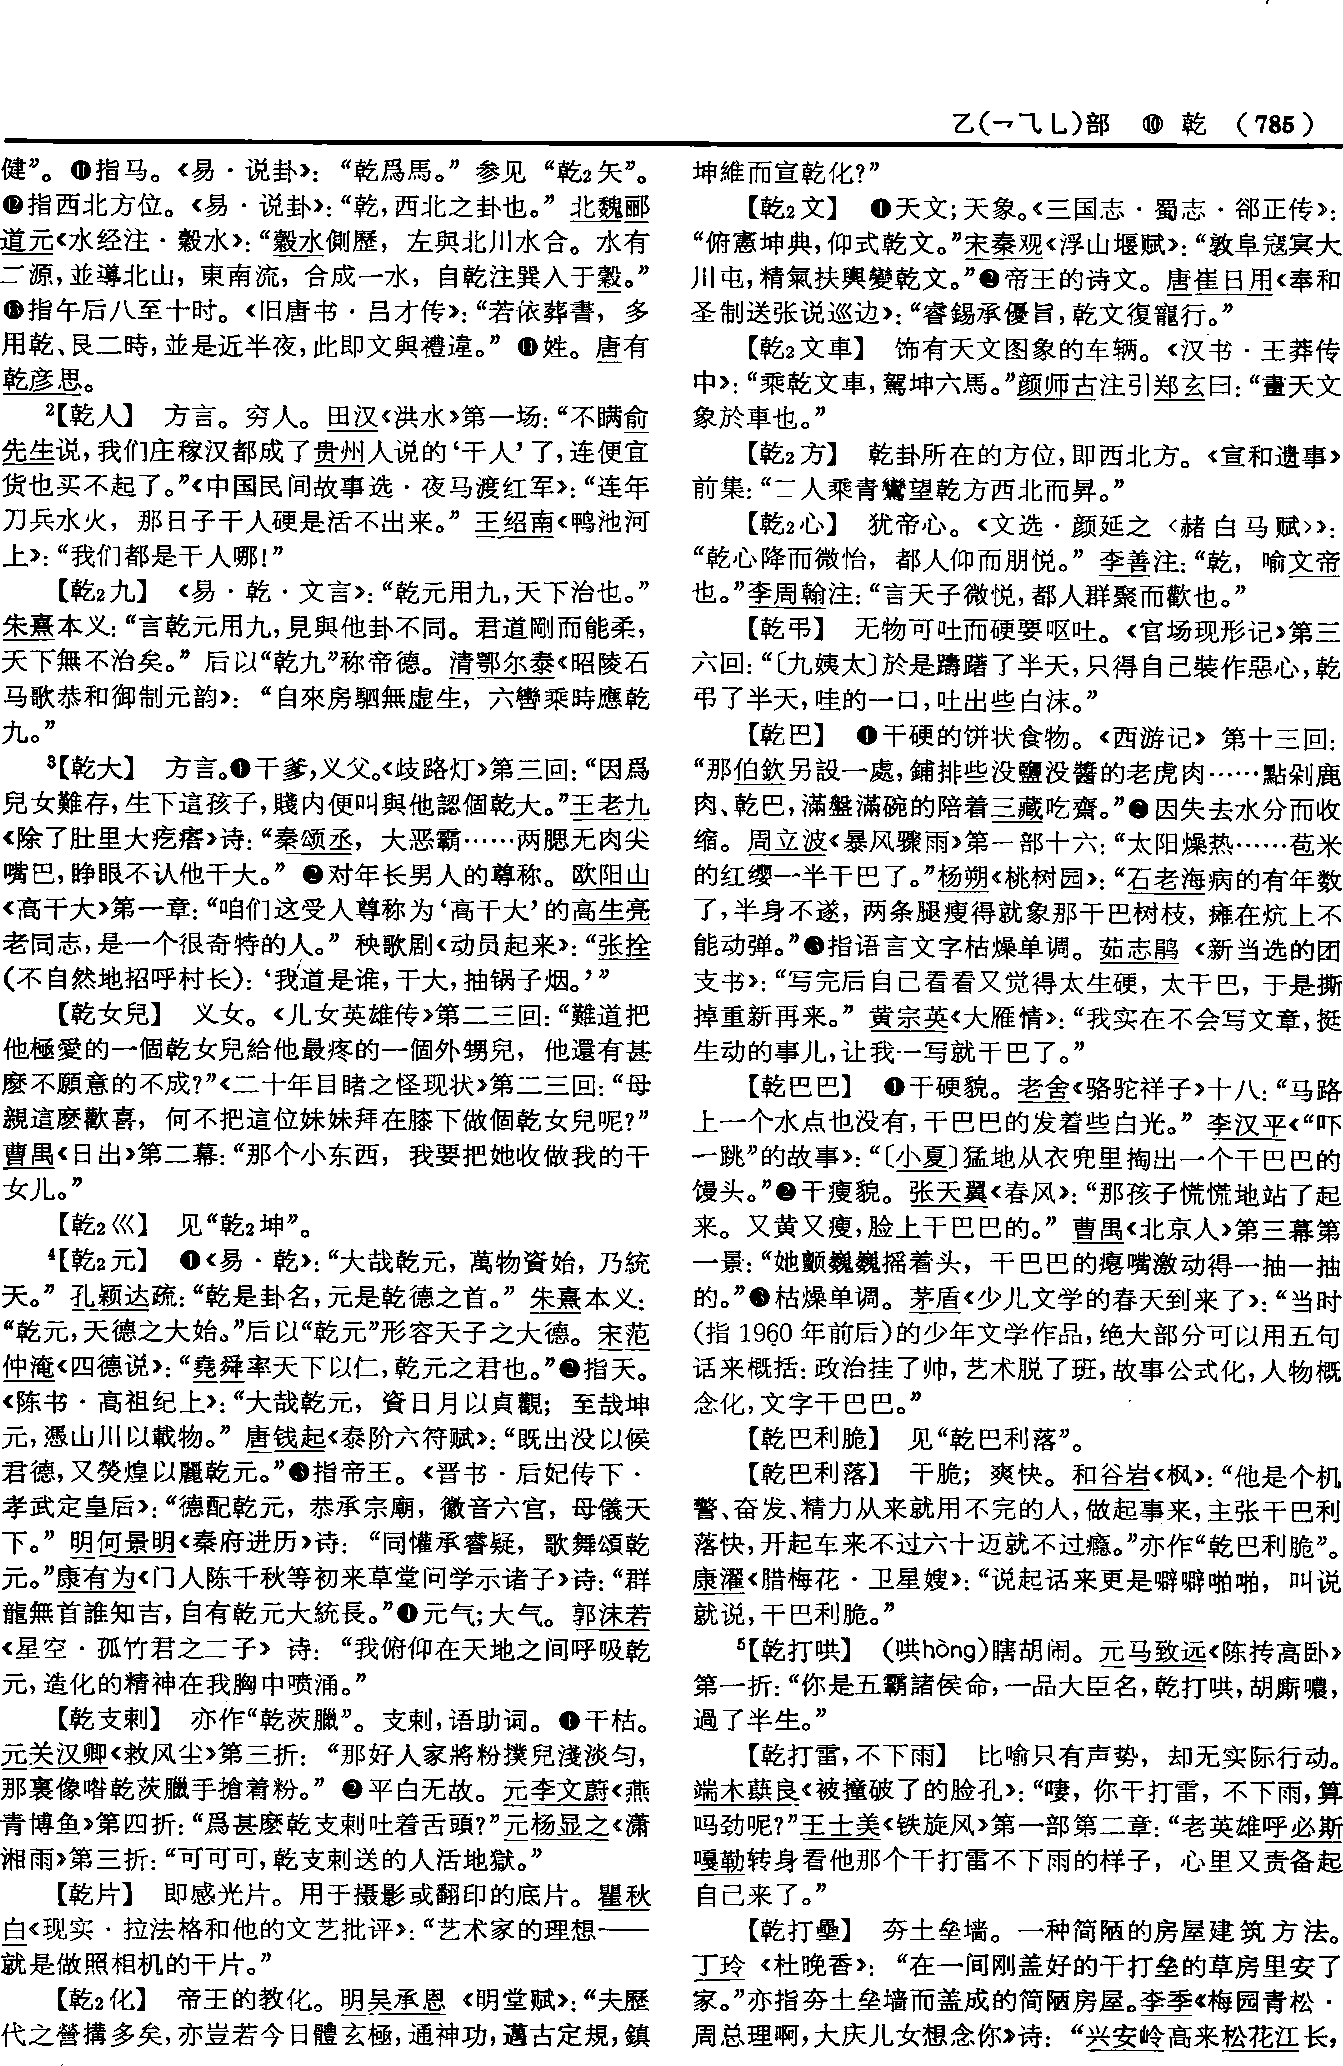 乙(乛⺄乚)部　❿　乾　(785)
健”。⓫指马。《易·说卦》：“乾爲馬。”参见“乾₂矢”。
⓬指西北方位。《易·说卦》：“乾，西北之卦也。”北魏郦
道元《水经注·穀水》：“穀水側歷，左與北川水合。水有
二源，並導北山，東南流，合成一水，自乾注巽入于穀。”
⓭指午后八至十时。《旧唐书·吕才传》：“若依葬書，多
用乾、艮二時，並是近半夜，此即文與禮違。”⓮姓。唐有
乾彦思。
²【乾人】　方言。穷人。田汉《洪水》第一场：“不瞒俞
先生说，我们庄稼汉都成了贵州人说的‘干人’了，连便宜
货也买不起了。”《中国民间故事选·夜马渡红军》：“连年
刀兵水火，那日子干人硬是活不出来。”王绍南《鸭池河
上》：“我们都是干人哪！”
【乾₂九】　《易·乾·文言》：“乾元用九，天下治也。”
朱熹本义：“言乾元用九，見與他卦不同。君道剛而能柔，
天下無不治矣。”后以“乾九”称帝德。清鄂尔泰《昭陵石
马歌恭和御制元韵》：“自來房駟無虚生，六轡乘時應乾
九。”
³【乾大】　方言。❶干爹，义父。《歧路灯》第三回：“因爲
兒女難存，生下這孩子，賤内便叫與他認個乾大。”王老九
《除了肚里大疙瘩》诗：“秦颂丞，大恶霸……两腮无肉尖
嘴巴，睁眼不认他干大。”❷对年长男人的尊称。欧阳山
《高干大》第一章：“咱们这受人尊称为‘高干大’的高生亮
老同志，是一个很奇特的人。”秧歌剧《动员起来》：“张拴
(不自然地招呼村长)：‘我道是谁，干大，抽锅子烟。’”
【乾女兒】　义女。《儿女英雄传》第二三回：“難道把
他極愛的一個乾女兒給他最疼的一個外甥兒，他還有甚
麽不願意的不成？”《二十年目睹之怪现状》第二三回：“母
親這麽歡喜，何不把這位妹妹拜在膝下做個乾女兒呢？”
曹禺《日出》第二幕：“那个小东西，我要把她收做我的干
女儿。”
【乾₂巛】　见“乾₂坤”。
⁴【乾₂元】　❶《易·乾》：“大哉乾元，萬物資始，乃統
天。”孔颖达疏：“乾是卦名，元是乾德之首。”朱熹本义：
“乾元，天德之大始。”后以“乾元”形容天子之大德。宋范
仲淹《四德说》：“堯舜率天下以仁，乾元之君也。”❷指天。
《陈书·高祖纪上》：“大哉乾元，資日月以貞觀；至哉坤
元，憑山川以載物。”唐钱起《泰阶六符赋》：“既出没以候
君德，又熒煌以麗乾元。”❸指帝王。《晋书·后妃传下·
孝武定皇后》：“德配乾元，恭承宗廟，徽音六宫，母儀天
下。”明何景明《秦府进历》诗：“同懽承睿疑，歌舞頌乾
元。”康有为《门人陈千秋等初来草堂问学示诸子》诗：“群
龍無首誰知吉，自有乾元大統長。”❹元气；大气。郭沫若
《星空·孤竹君之二子》诗：“我俯仰在天地之间呼吸乾
元，造化的精神在我胸中喷涌。”
【乾支剌】　亦作“乾茨臘”。支剌，语助词。❶干枯。
元关汉卿《救风尘》第三折：“那好人家將粉撲兒淺淡匀，
那裏像喒乾茨臘手搶着粉。”❷平白无故。元李文蔚《燕
青博鱼》第四折：“爲甚麽乾支剌吐着舌頭？”元杨显之《潇
湘雨》第三折：“可可可，乾支剌送的人活地獄。”
【乾片】　即感光片。用于摄影或翻印的底片。瞿秋
白《现实·拉法格和他的文艺批评》：“艺术家的理想——
就是做照相机的干片。”
【乾₂化】　帝王的教化。明吴承恩《明堂赋》：“夫歷
代之營搆多矣，亦豈若今日體玄極，通神功，邁古定規，鎮
坤維而宣乾化？”
【乾₂文】　❶天文；天象。《三国志·蜀志·郤正传》：
“俯憲坤典，仰式乾文。”宋秦观《浮山堰赋》：“敦阜寇冥大
川屯，精氣扶輿變乾文。”❷帝王的诗文。唐崔日用《奉和
圣制送张说巡边》：“睿錫承優旨，乾文復寵行。”
【乾₂文車】　饰有天文图象的车辆。《汉书·王莽传
中》：“乘乾文車，駕坤六馬。”颜师古注引郑玄曰：“畫天文
象於車也。”
【乾₂方】　乾卦所在的方位，即西北方。《宣和遗事》
前集：“二人乘青鸞望乾方西北而昇。”
【乾₂心】　犹帝心。《文选·颜延之〈赭白马赋〉》：
“乾心降而微怡，都人仰而朋悦。”李善注：“乾，喻文帝
也。”李周翰注：“言天子微悦，都人群聚而歡也。”
【乾弔】　无物可吐而硬要呕吐。《官场现形记》第三
六回：“〔九姨太〕於是躊躇了半天，只得自己裝作惡心，乾
弔了半天，哇的一口，吐出些白沫。”
【乾巴】　❶干硬的饼状食物。《西游记》第十三回：
“那伯欽另設一處，鋪排些没鹽没醬的老虎肉……點剁鹿
肉、乾巴，滿盤滿碗的陪着三藏吃齋。”❷因失去水分而收
缩。周立波《暴风骤雨》第一部十六：“太阳燥热……苞米
的红缨一半干巴了。”杨朔《桃树园》：“石老海病的有年数
了，半身不遂，两条腿瘦得就象那干巴树枝，瘫在炕上不
能动弹。”❸指语言文字枯燥单调。茹志鹃《新当选的团
支书》：“写完后自己看看又觉得太生硬，太干巴，于是撕
掉重新再来。”黄宗英《大雁情》：“我实在不会写文章，挺
生动的事儿，让我一写就干巴了。”
【乾巴巴】　❶干硬貌。老舍《骆驼祥子》十八：“马路
上一个水点也没有，干巴巴的发着些白光。”李汉平《“吓
一跳”的故事》：“〔小夏〕猛地从衣兜里掏出一个干巴巴的
馒头。”❷干瘦貌。张天翼《春风》：“那孩子慌慌地站了起
来。又黄又瘦，脸上干巴巴的。”曹禺《北京人》第三幕第
一景：“她颤巍巍摇着头，干巴巴的瘪嘴激动得一抽一抽
的。”❸枯燥单调。茅盾《少儿文学的春天到来了》：“当时
(指1960年前后)的少年文学作品，绝大部分可以用五句
话来概括：政治挂了帅，艺术脱了班，故事公式化，人物概
念化，文字干巴巴。”
【乾巴利脆】　见“乾巴利落”。
【乾巴利落】　干脆；爽快。和谷岩《枫》：“他是个机
警、奋发、精力从来就用不完的人，做起事来，主张干巴利
落快，开起车来不过六十迈就不过瘾。”亦作“乾巴利脆”。
康濯《腊梅花·卫星嫂》：“说起话来更是噼噼啪啪，叫说
就说，干巴利脆。”
⁵【乾打哄】　(哄hòng)瞎胡闹。元马致远《陈抟高卧》
第一折：“你是五霸諸侯命，一品大臣名，乾打哄，胡廝噥，
過了半生。”
【乾打雷，不下雨】　比喻只有声势，却无实际行动。
端木蕻良《被撞破了的脸孔》：“嘍，你干打雷，不下雨，算
吗劲呢？”王士美《铁旋风》第一部第二章：“老英雄呼必斯
嘎勒转身看他那个干打雷不下雨的样子，心里又责备起
自己来了。”
【乾打壘】　夯土垒墙。一种简陋的房屋建筑方法。
丁玲《杜晚香》：“在一间刚盖好的干打垒的草房里安了
家。”亦指夯土垒墙而盖成的简陋房屋。李季《梅园青松·
周总理啊，大庆儿女想念你》诗：“兴安岭高来松花江长，